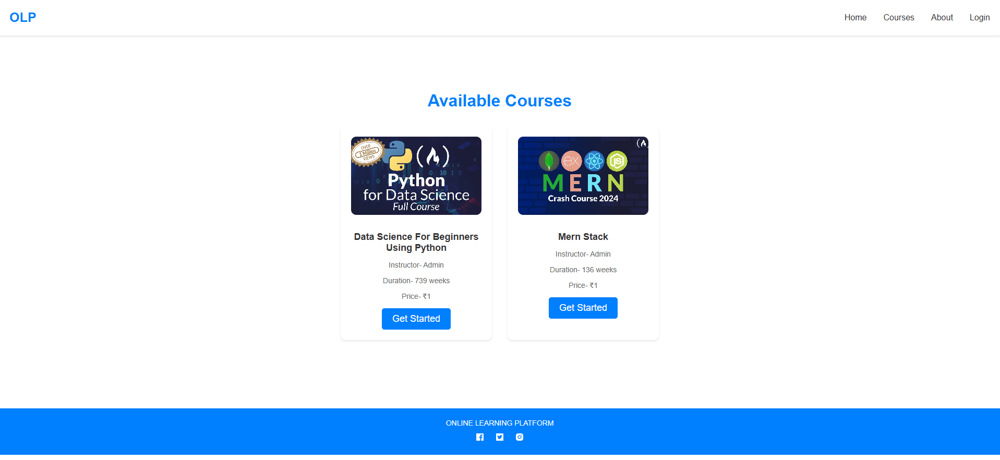 OLP
Home
Courses
About
Login
Available Courses
OVER
1 Million
VIEWS
Python
for Data Science
Full Course
Data Science For Beginners
Using Python
Instructor- Admin
Duration- 739 weeks
Price- ₹1
Get Started
ex
JS
MERN
Crash Course 2024
Mern Stack
Instructor- Admin
Duration- 136 weeks
Price- ₹1
Get Started
ONLINE LEARNING PLATFORM